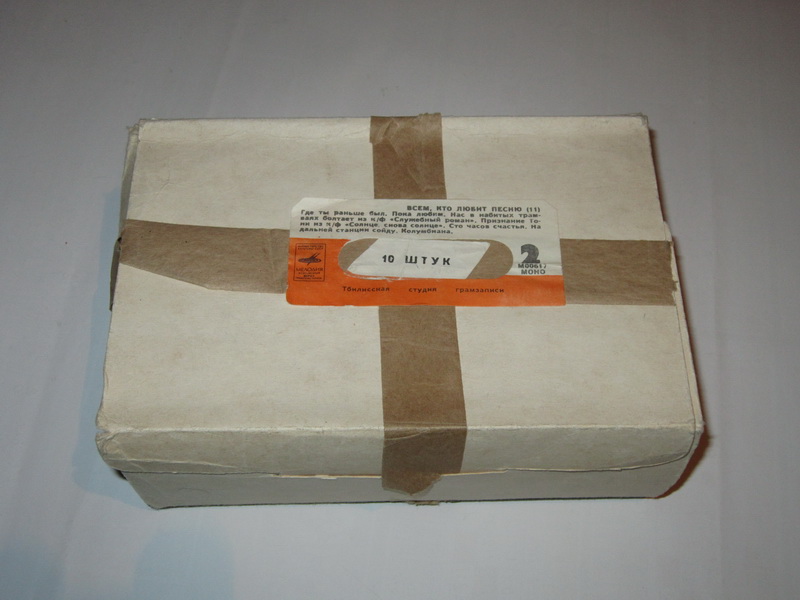 ВСЕМ, КТО ЛЮБИТ ПЕСНЮ (11)
Где ты раньше был. Пока любим. Нас в набитых трам-
ваях болтает из к/ф «Служебный роман». Признание То-
ни из к/ф «Солнце, снова солнце». Сто часов счастья. На
дальней станции сойду. Колумбиана.
10 ШТУК
2
МОНО
Тбилисская студия грамзаписи